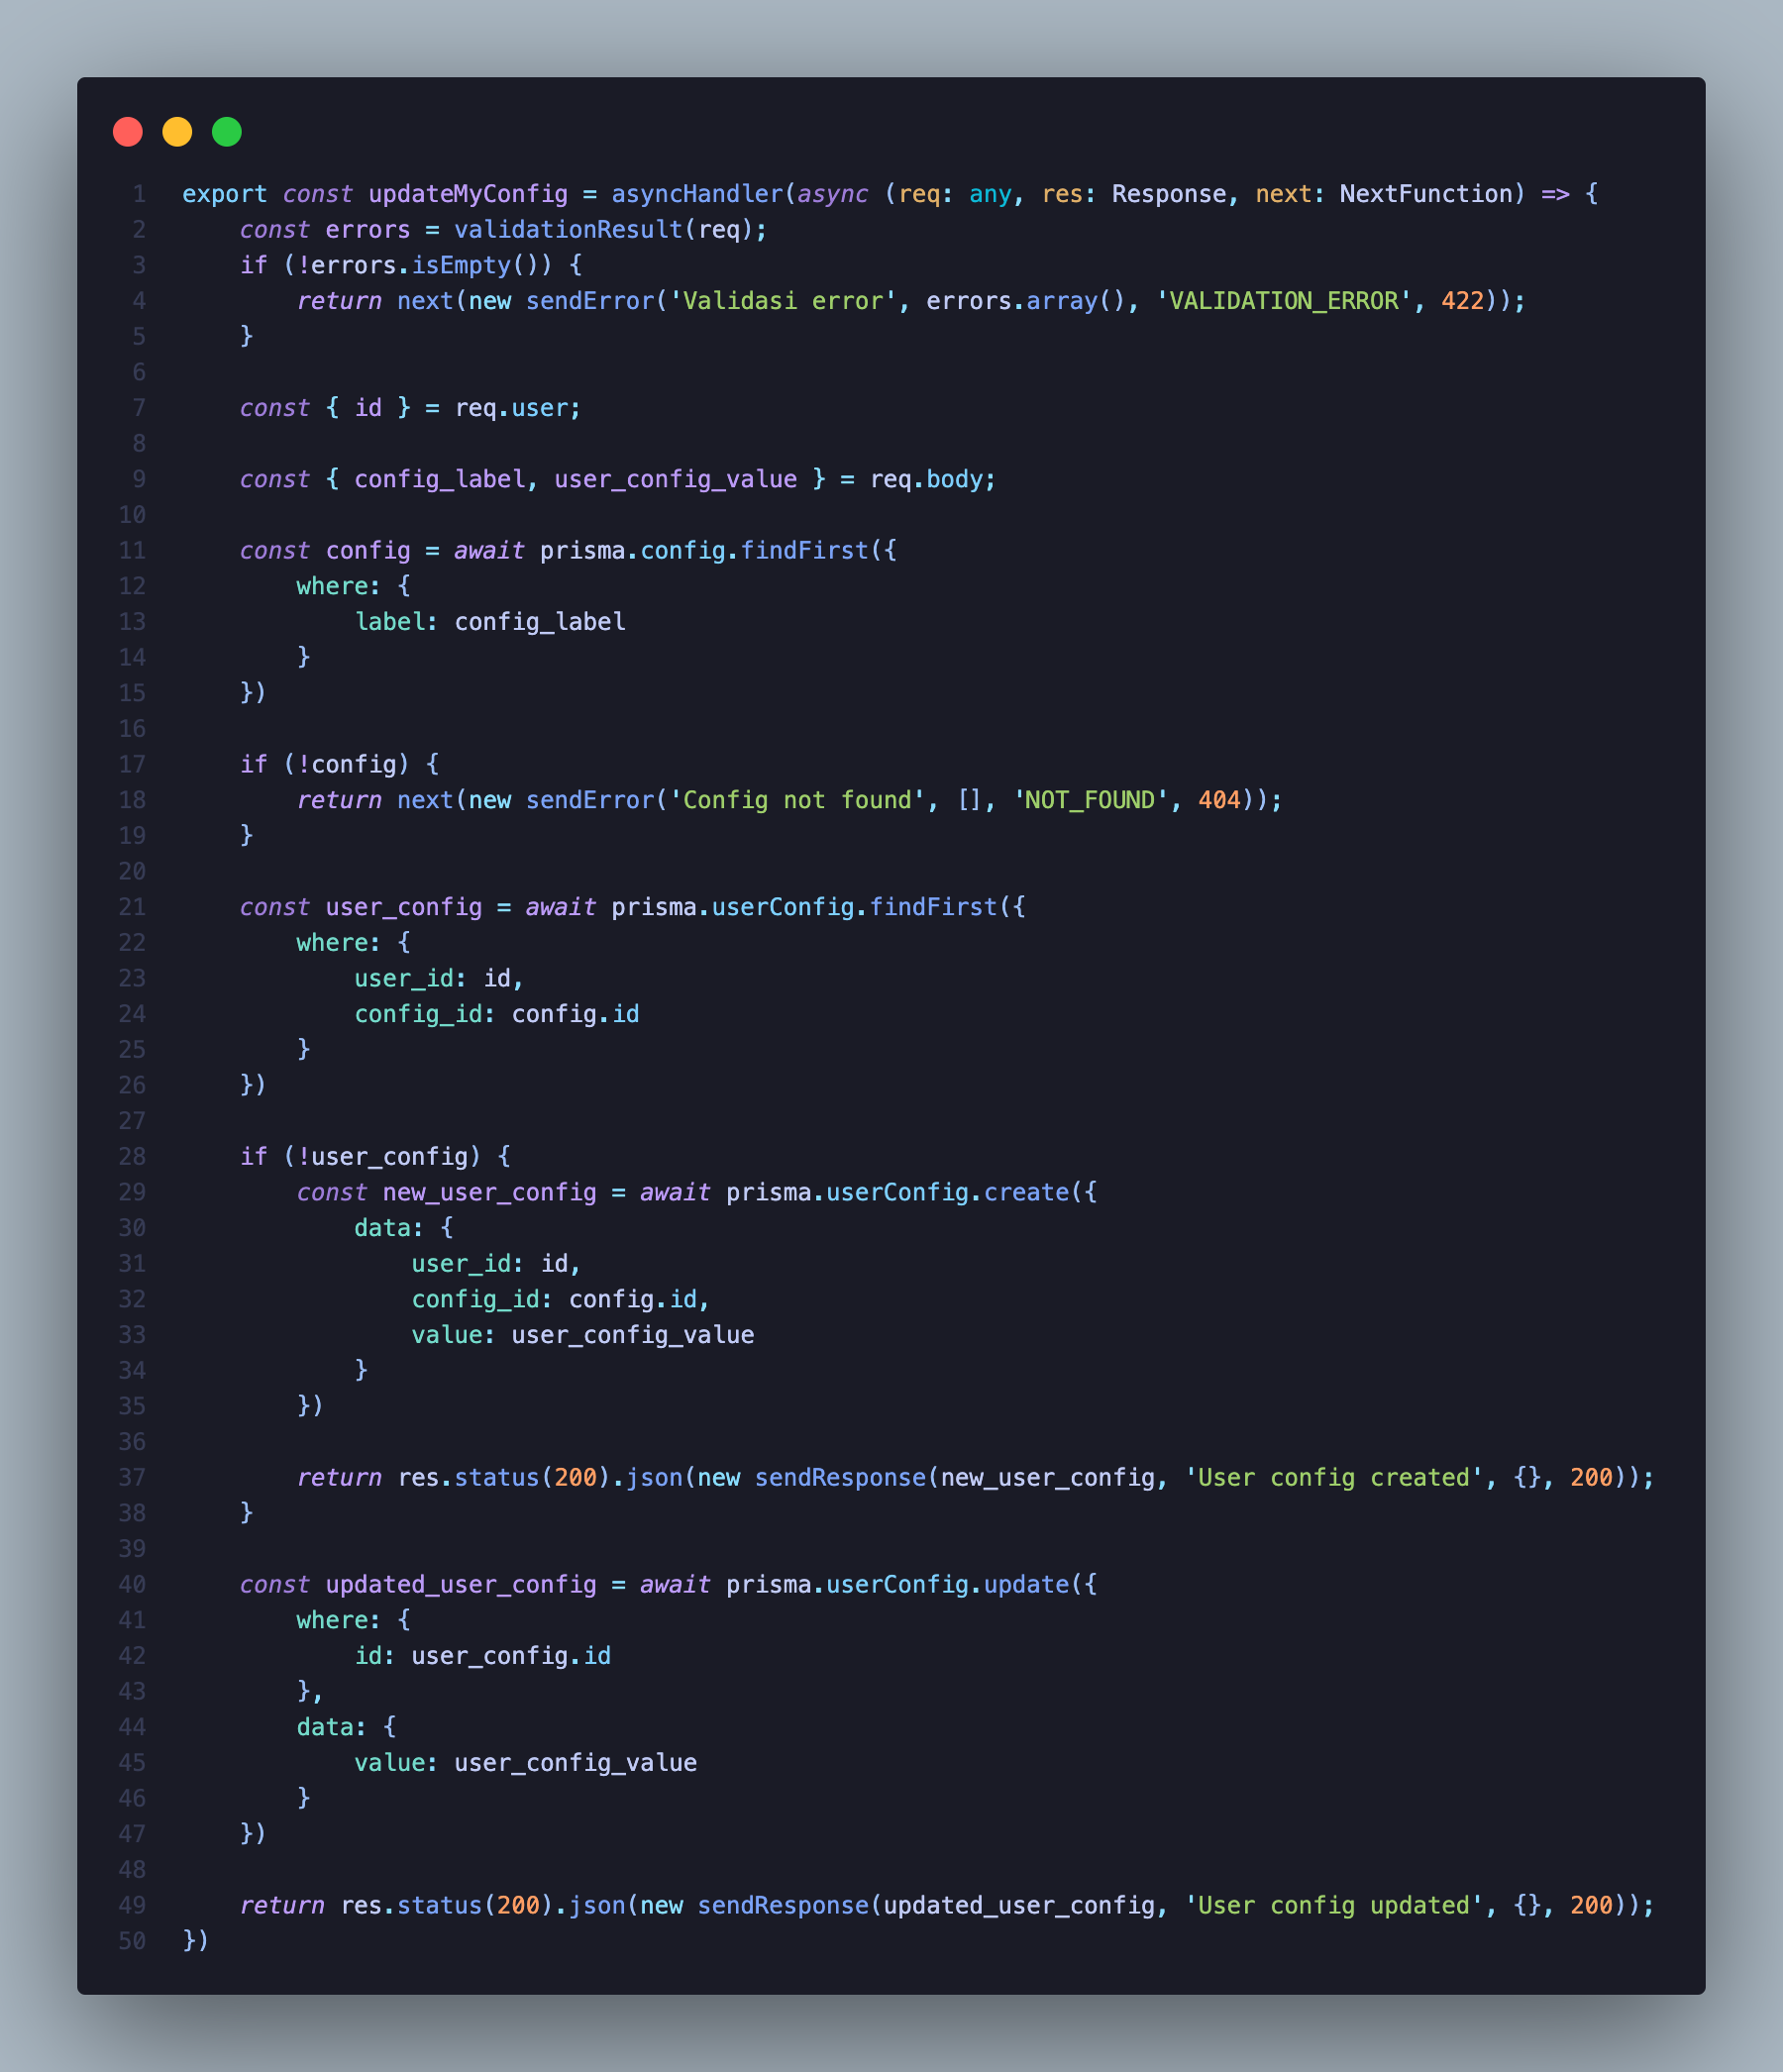 1 export const updateMyConfig = asyncHandler(async (req: any, res: Response, next: NextFunction) => {
2     const errors = validationResult(req);
3     if (!errors.isEmpty()) {
4         return next(new sendError('Validasi error', errors.array(), 'VALIDATION_ERROR', 422));
5     }
6
7     const { id } = req.user;
8
9     const { config_label, user_config_value } = req.body;
10
11     const config = await prisma.config.findFirst({
12         where: {
13             label: config_label
14         }
15     })
16
17     if (!config) {
18         return next(new sendError('Config not found', [], 'NOT_FOUND', 404));
19     }
20
21     const user_config = await prisma.userConfig.findFirst({
22         where: {
23             user_id: id,
24             config_id: config.id
25         }
26     })
27
28     if (!user_config) {
29         const new_user_config = await prisma.userConfig.create({
30             data: {
31                 user_id: id,
32                 config_id: config.id,
33                 value: user_config_value
34             }
35         })
36
37         return res.status(200).json(new sendResponse(new_user_config, 'User config created', {}, 200));
38     }
39
40     const updated_user_config = await prisma.userConfig.update({
41         where: {
42             id: user_config.id
43         },
44         data: {
45             value: user_config_value
46         }
47     })
48
49     return res.status(200).json(new sendResponse(updated_user_config, 'User config updated', {}, 200));
50 })